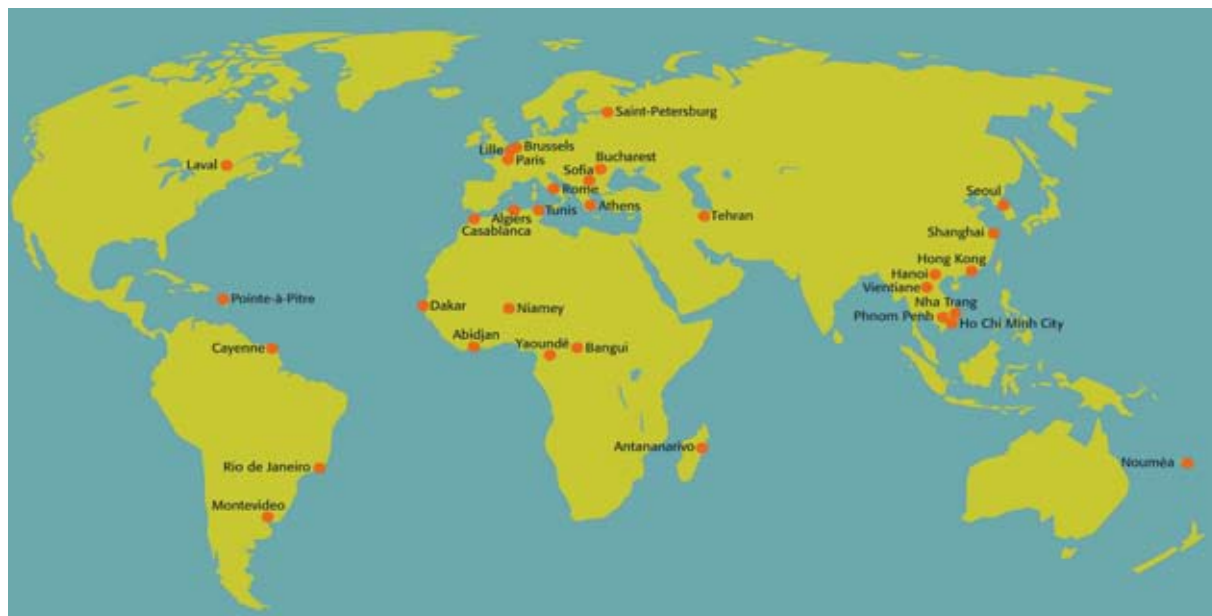 Saint-Petersburg
Lille
Brussels
Paris
Bucharest
Sofia
Laval
Rome
Seoul
Athens
Algiers
Tunis
Tehran
Casablanca
Shanghai
Hong Kong
Hanoi
Vientiane
Pointe-à-Pitre
Dakar
Niamey
Nha Trang
Phnom Penh
Ho Chi Minh City
Abidjan
Yaoundé
Bangui
Cayenne
Antananarivo
Rio de Janeiro
Nouméa
Montevideo